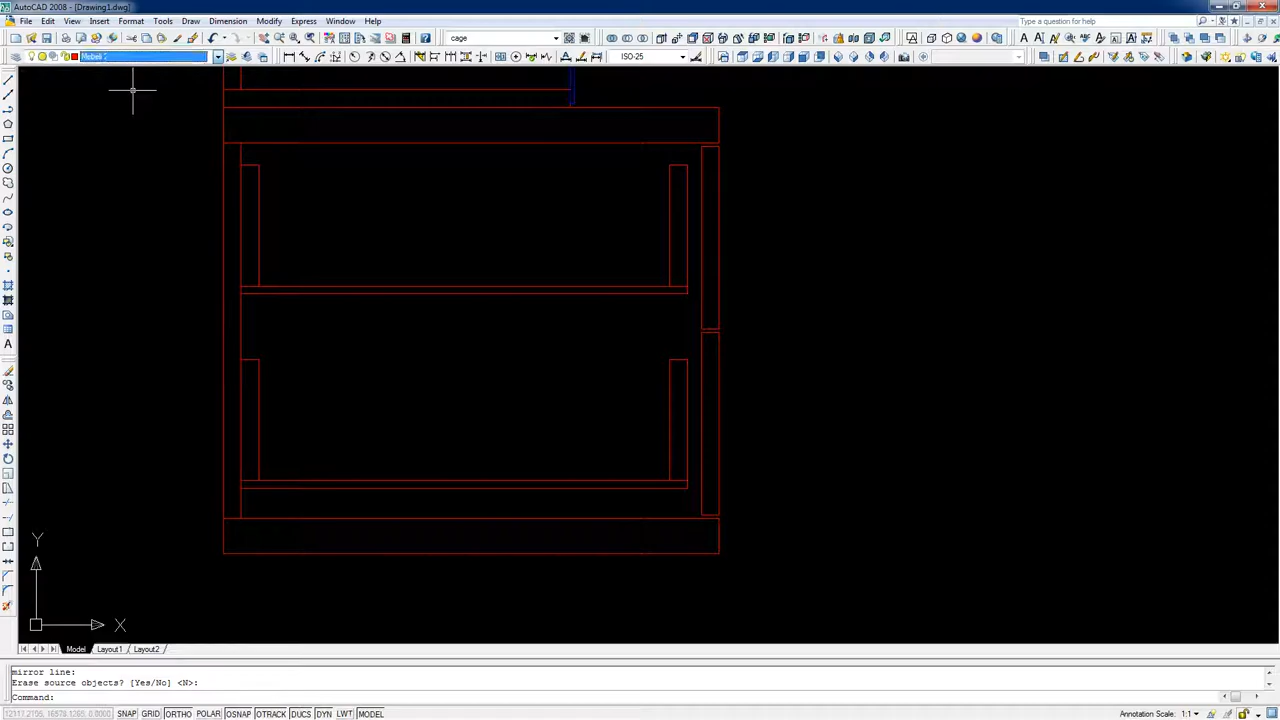 AutoCAD 2008 - [Drawing1.dwg]
File Edit View Insert Format Tools Draw Dimension Modify Express Window Help
Type a question for help
cage
ISO-25
Y
X
Model Layout1 Layout2
mirror line:
Erase source objects? [Yes/No] <N>:
Command:
SNAP GRID ORTHO POLAR OSNAP OTRACK DUCS DYN LWT MODEL
Annotation Scale: 1:1